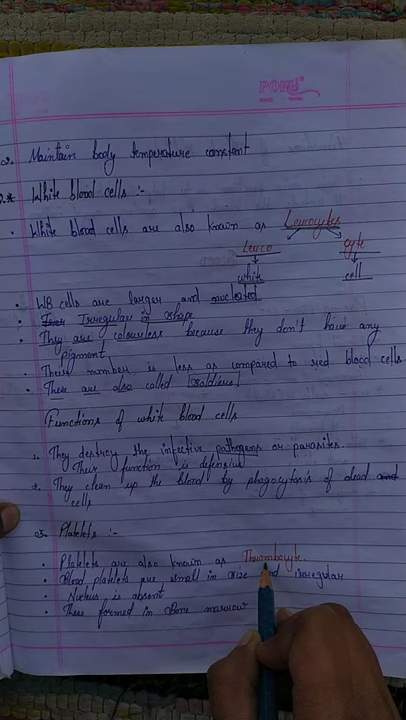 PONY
02. Maintain body temperature constant
2.* White blood cells :-
• White blood cells are also known as Leucocytes
Leuco cyte
white cell
• WB cells are larger and nucleated
• Irregular in shape
• They are colourless because they don't have any
pigment
• Their number is less as compared to red blood cells
• These are also called Soldiers!
Functions of white blood cells
1. They destroy the infective pathogens or parasites.
Their function is defensive
2. They clean up the blood by phagocytosis of dead
cells
03. Platelets :-
• Platelets are also known as Thrombocyte
• Blood platelets are small in size and irregular
• Nucleus is absent
• These formed in Bone marrow